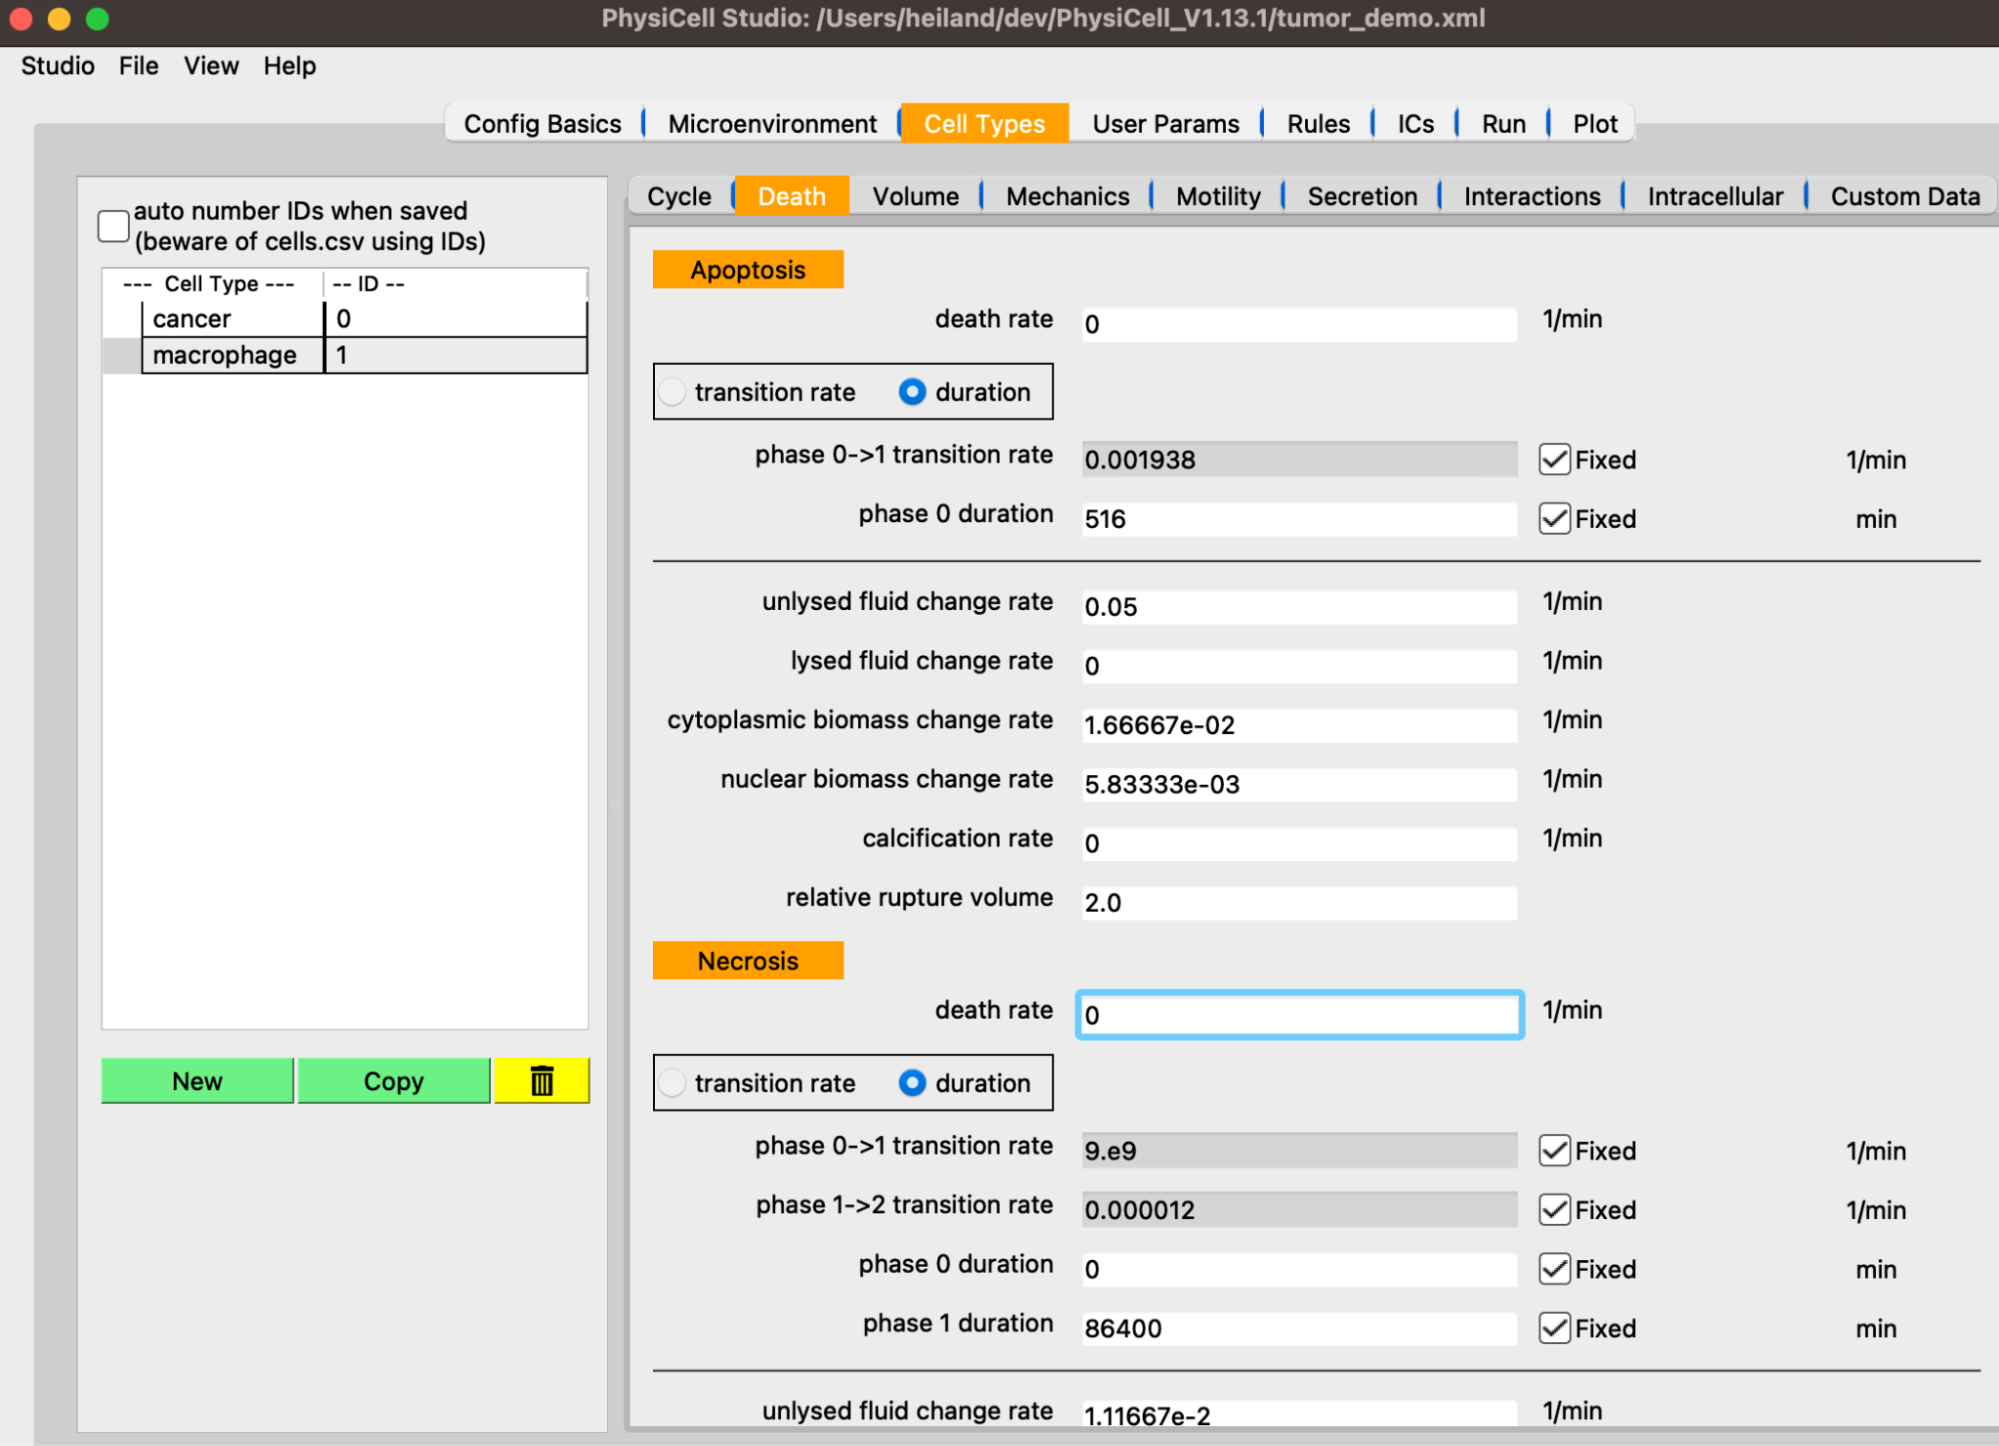 PhysiCell Studio: /Users/heiland/dev/PhysiCell_V1.13.1/tumor_demo.xml
Studio File View Help
Config Basics Microenvironment Cell Types User Params Rules ICs Run Plot
auto number IDs when saved
(beware of cells.csv using IDs)
--- Cell Type --- -- ID --
cancer 0
macrophage 1
New Copy
Cycle Death Volume Mechanics Motility Secretion Interactions Intracellular Custom Data
Apoptosis
death rate 0 1/min
transition rate duration
phase 0->1 transition rate 0.001938 Fixed 1/min
phase 0 duration 516 Fixed min
unlysed fluid change rate 0.05 1/min
lysed fluid change rate 0 1/min
cytoplasmic biomass change rate 1.66667e-02 1/min
nuclear biomass change rate 5.83333e-03 1/min
calcification rate 0 1/min
relative rupture volume 2.0
Necrosis
death rate 0 1/min
transition rate duration
phase 0->1 transition rate 9.e9 Fixed 1/min
phase 1->2 transition rate 0.000012 Fixed 1/min
phase 0 duration 0 Fixed min
phase 1 duration 86400 Fixed min
unlysed fluid change rate 1.11667e-2 1/min